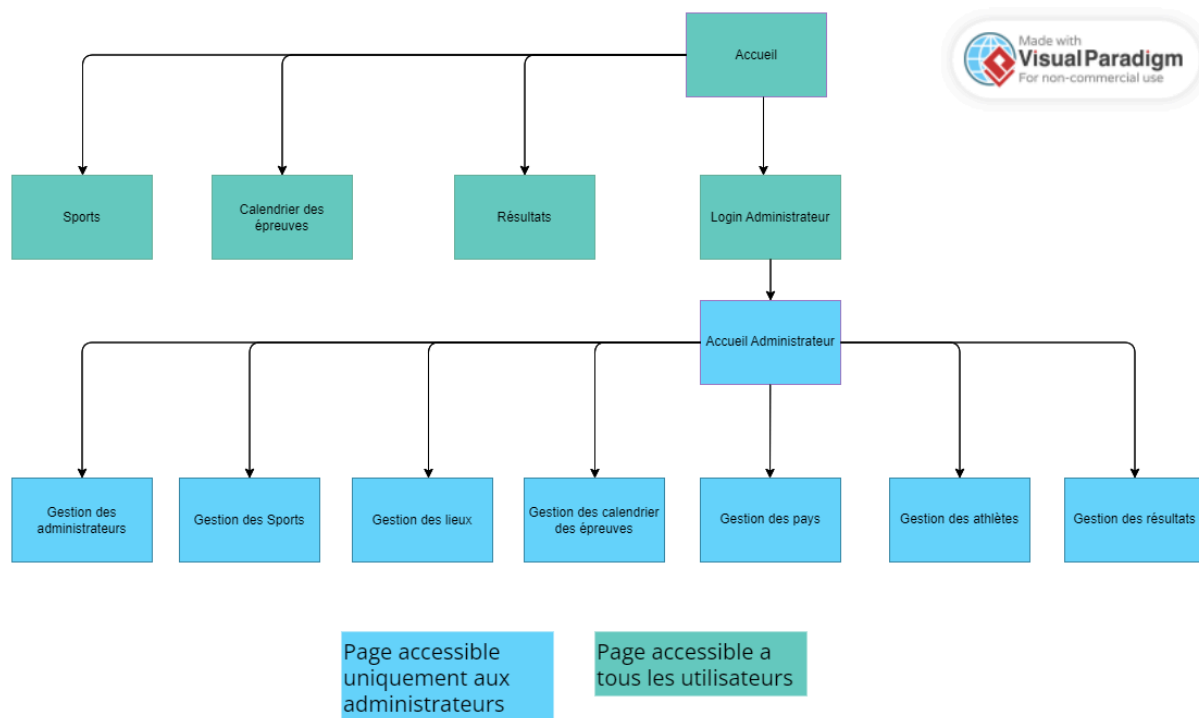 Accueil
Made with
Visual Paradigm
For non-commercial use
Sports
Calendrier des
épreuves
Résultats
Login Administrateur
Accueil Administrateur
Gestion des
administrateurs
Gestion des Sports
Gestion des lieux
Gestion des calendrier
des épreuves
Gestion des pays
Gestion des athlètes
Gestion des résultats
Page accessible
uniquement aux
administrateurs
Page accessible a
tous les utilisateurs